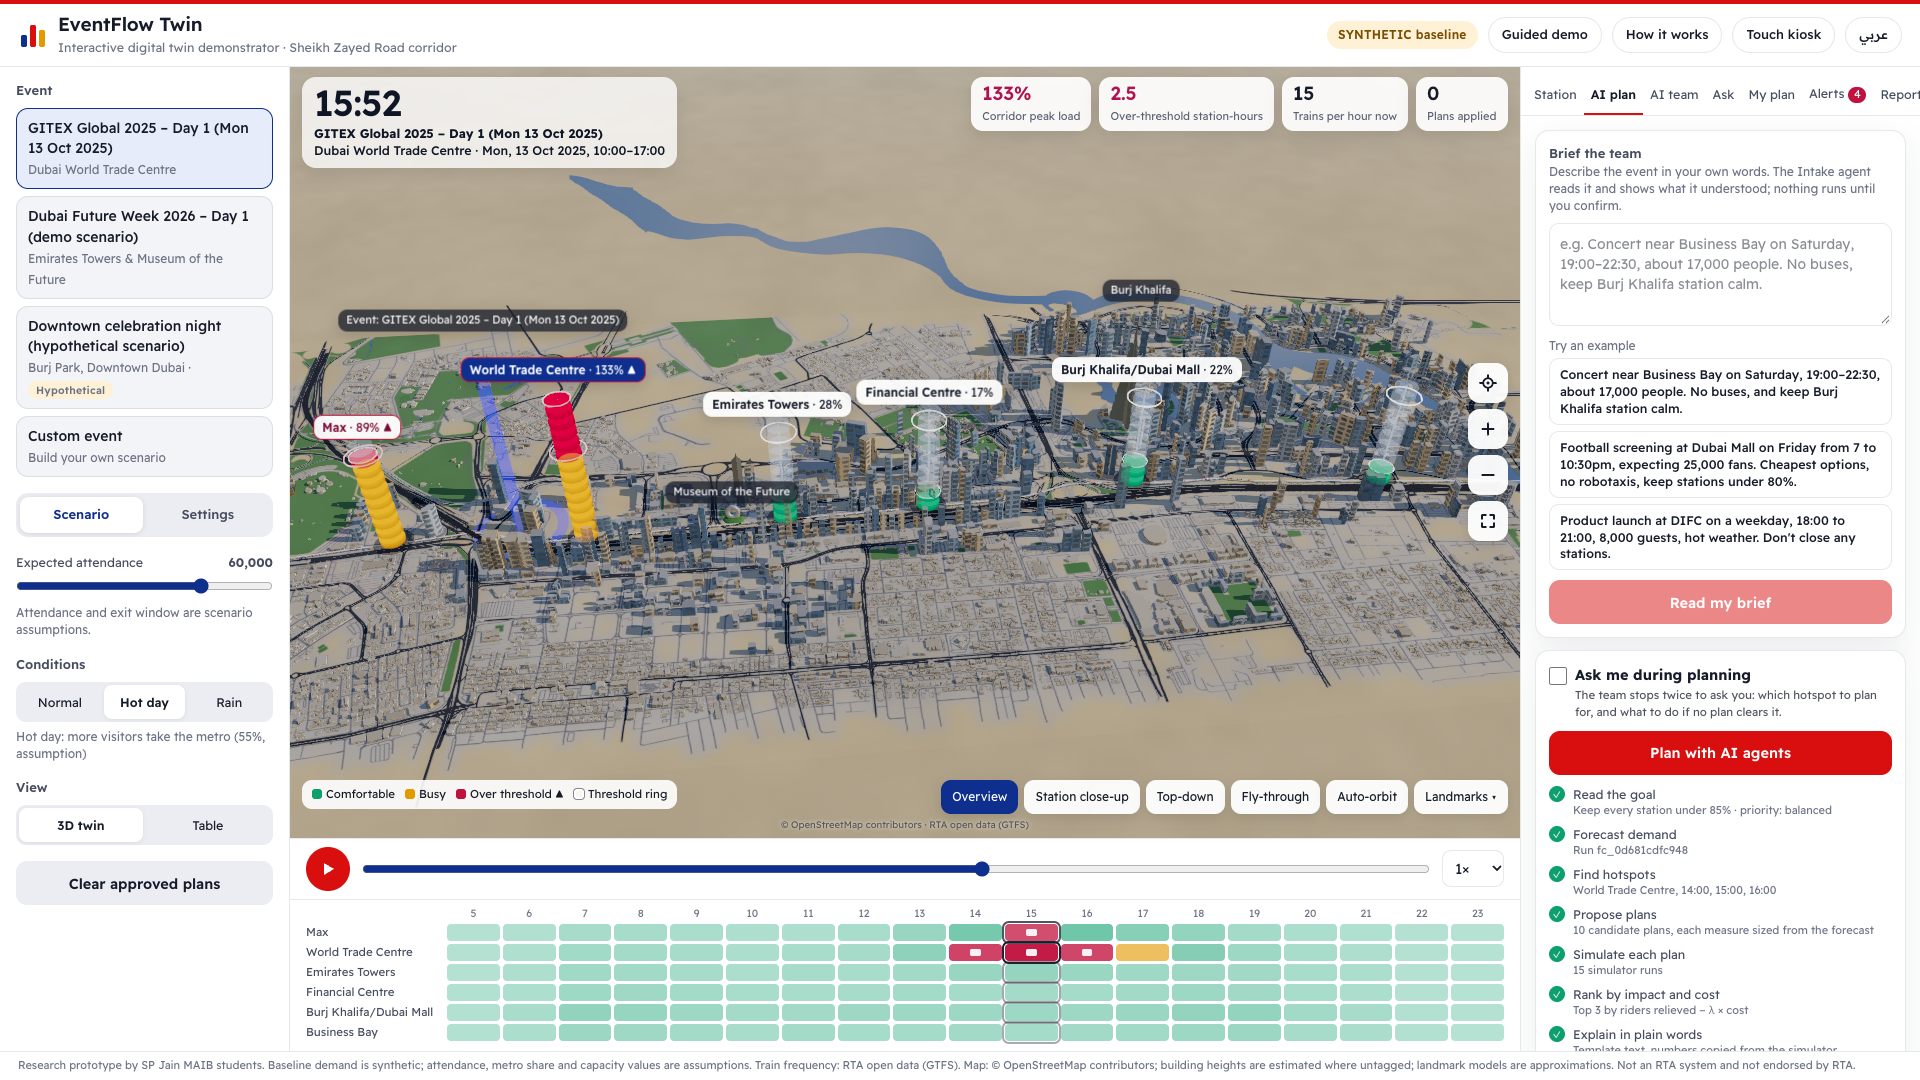 EventFlow Twin
Interactive digital twin demonstrator · Sheikh Zayed Road corridor
SYNTHETIC baseline
Guided demo
How it works
Touch kiosk
عربي
Event
GITEX Global 2025 – Day 1 (Mon
13 Oct 2025)
Dubai World Trade Centre
Dubai Future Week 2026 – Day 1
(demo scenario)
Emirates Towers & Museum of the
Future
Downtown celebration night
(hypothetical scenario)
Burj Park, Downtown Dubai ·
Hypothetical
Custom event
Build your own scenario
Scenario
Settings
Expected attendance
60,000
Attendance and exit window are scenario
assumptions.
Conditions
Normal
Hot day
Rain
Hot day: more visitors take the metro (55%,
assumption)
View
3D twin
Table
Clear approved plans
15:52
GITEX Global 2025 – Day 1 (Mon 13 Oct 2025)
Dubai World Trade Centre · Mon, 13 Oct 2025, 10:00–17:00
133%
Corridor peak load
2.5
Over-threshold station-hours
15
Trains per hour now
0
Plans applied
Burj Khalifa
Event: GITEX Global 2025 – Day 1 (Mon 13 Oct 2025)
World Trade Centre · 133% ▲
Burj Khalifa/Dubai Mall · 22%
Financial Centre · 17%
Emirates Towers · 28%
Max · 89% ▲
Museum of the Future
+
−
Comfortable
Busy
Over threshold ▲
Threshold ring
Overview
Station close-up
Top-down
Fly-through
Auto-orbit
Landmarks ▾
© OpenStreetMap contributors · RTA open data (GTFS)
1×
5 6 7 8 9 10 11 12 13 14 15 16 17 18 19 20 21 22 23
Max
World Trade Centre
Emirates Towers
Financial Centre
Burj Khalifa/Dubai Mall
Business Bay
Station
AI plan
AI team
Ask
My plan
Alerts 4
Report
Brief the team
Describe the event in your own words. The Intake agent
reads it and shows what it understood; nothing runs until
you confirm.
e.g. Concert near Business Bay on Saturday,
19:00–22:30, about 17,000 people. No buses,
keep Burj Khalifa station calm.
Try an example
Concert near Business Bay on Saturday, 19:00–22:30,
about 17,000 people. No buses, and keep Burj
Khalifa station calm.
Football screening at Dubai Mall on Friday from 7 to
10:30pm, expecting 25,000 fans. Cheapest options,
no robotaxis, keep stations under 80%.
Product launch at DIFC on a weekday, 18:00 to
21:00, 8,000 guests, hot weather. Don't close any
stations.
Read my brief
Ask me during planning
The team stops twice to ask you: which hotspot to plan
for, and what to do if no plan clears it.
Plan with AI agents
Read the goal
Keep every station under 85% · priority: balanced
Forecast demand
Run fc_0d681cdfc948
Find hotspots
World Trade Centre, 14:00, 15:00, 16:00
Propose plans
10 candidate plans, each measure sized from the forecast
Simulate each plan
15 simulator runs
Rank by impact and cost
Top 3 by riders relieved − λ × cost
Explain in plain words
Template text, numbers copied from the simulator
Research prototype by SP Jain MAIB students. Baseline demand is synthetic; attendance, metro share and capacity values are assumptions. Train frequency: RTA open data (GTFS). Map: © OpenStreetMap contributors; building heights are estimated where untagged; landmark models are approximations. Not an RTA system and not endorsed by RTA.